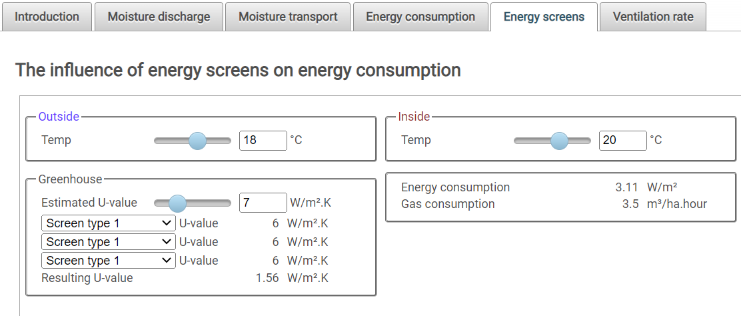 Introduction Moisture discharge Moisture transport Energy consumption Energy screens Ventilation rate
The influence of energy screens on energy consumption
Outside
Temp 18 °C
Inside
Temp 20 °C
Greenhouse
Estimated U-value 7 W/m².K
Screen type 1 U-value 6 W/m².K
Screen type 1 U-value 6 W/m².K
Screen type 1 U-value 6 W/m².K
Resulting U-value 1.56 W/m².K
Energy consumption 3.11 W/m²
Gas consumption 3.5 m³/ha.hour